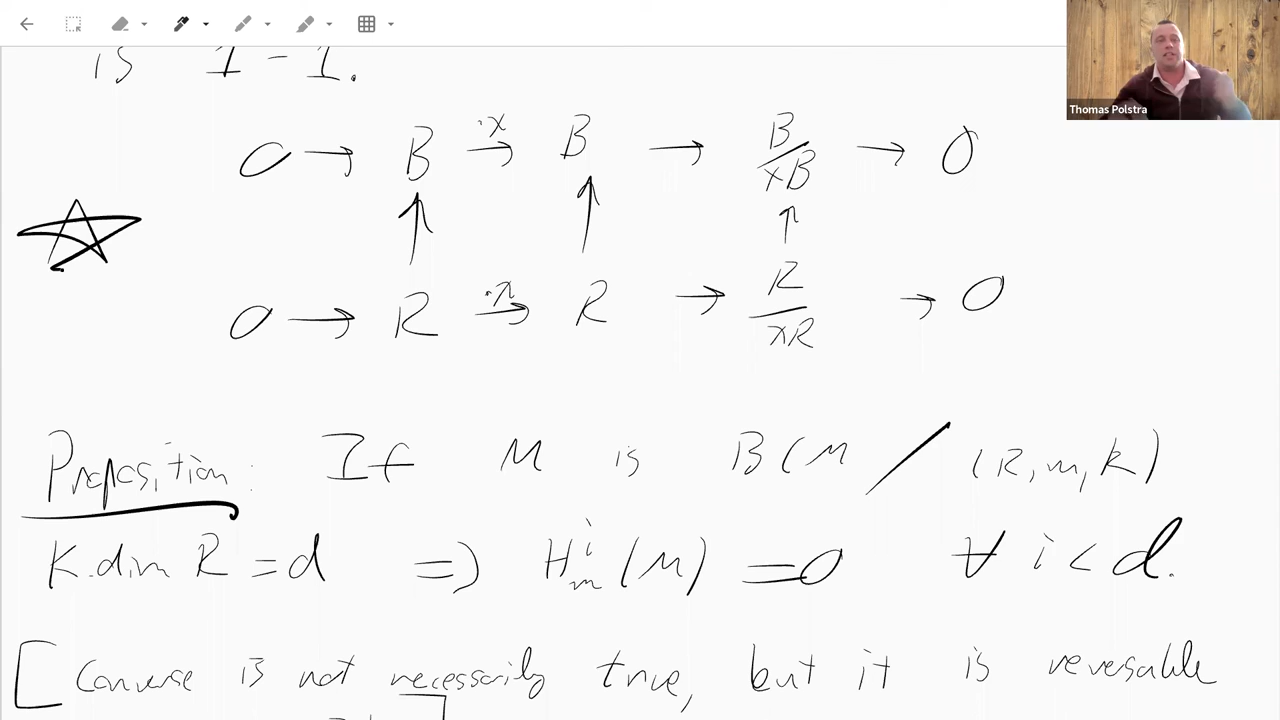 is 1-1.
Thomas Polstra
0 → B ·x → B → B/xB → 0
↑ ↑ ↑
0 → R ·x → R → R/xR → 0
Proposition: If M is BCM / (R, m, k)
K.dim R = d => H^i_m (M) = 0 ∀ i < d.
[Converse is not necessarily true, but it is reversable